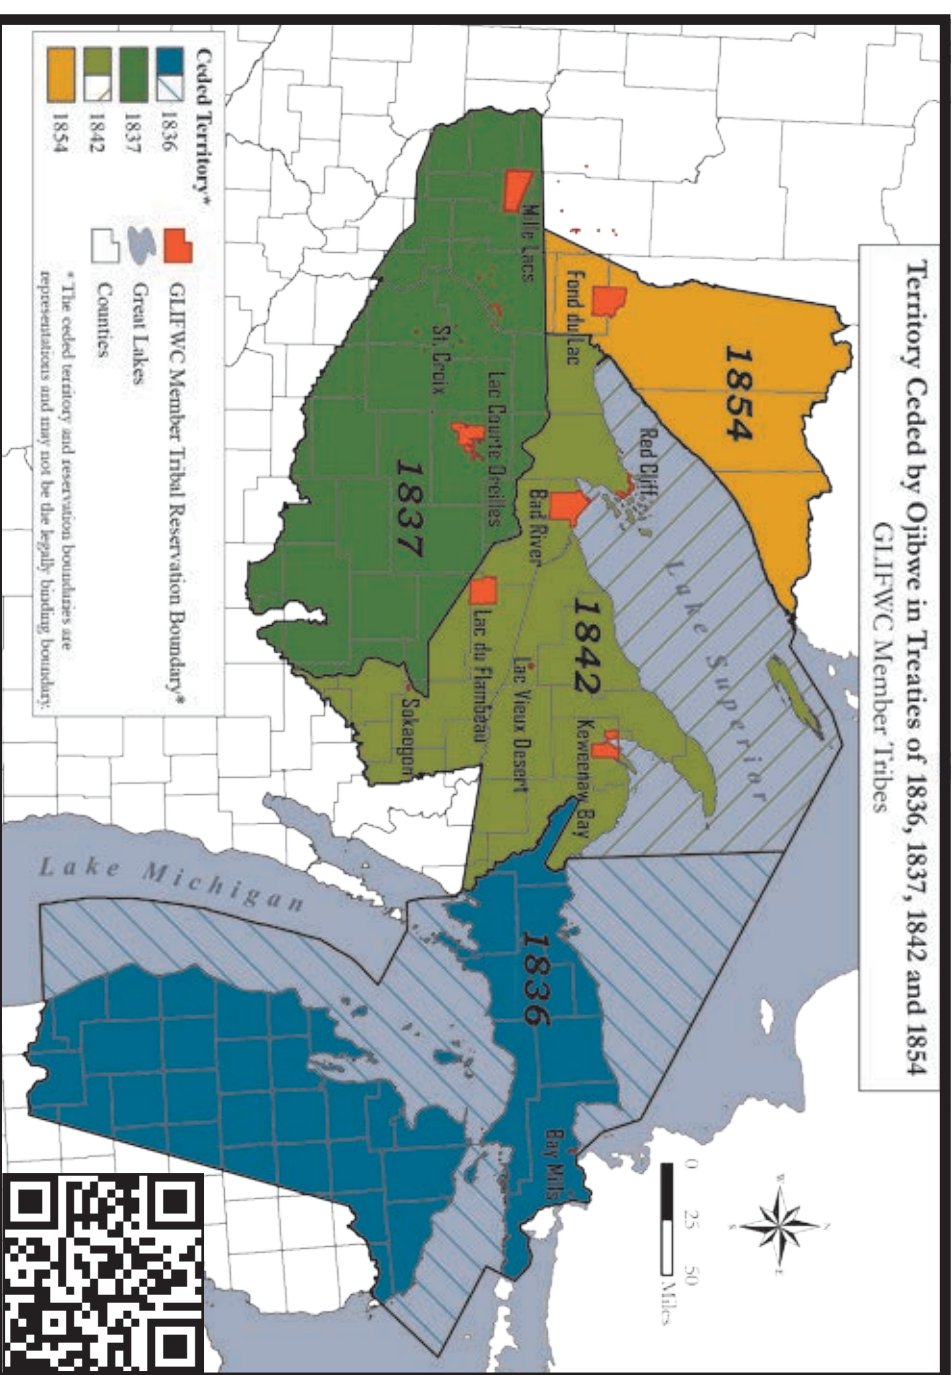 Territory Ceded by Ojibwe in Treaties of 1836, 1837, 1842 and 1854
GLIFWC Member Tribes
1854
Mille Lacs
Fond du Lac
Red Cliff
Lake Superior
St. Croix
Lac Courte Oreilles
Bad River
1842
1837
Lac du Flambeau
Lac Vieux Desert
Keweenaw Bay
Sokaogon
1836
Bay Mills
Lake Michigan
N
E
S
W
0 25 50
Miles
Ceded Territory*
1836
1837
1842
1854
GLIFWC Member Tribal Reservation Boundary*
Great Lakes
Counties
* The ceded territory and reservation boundaries are
representations and may not be the legally binding boundary.